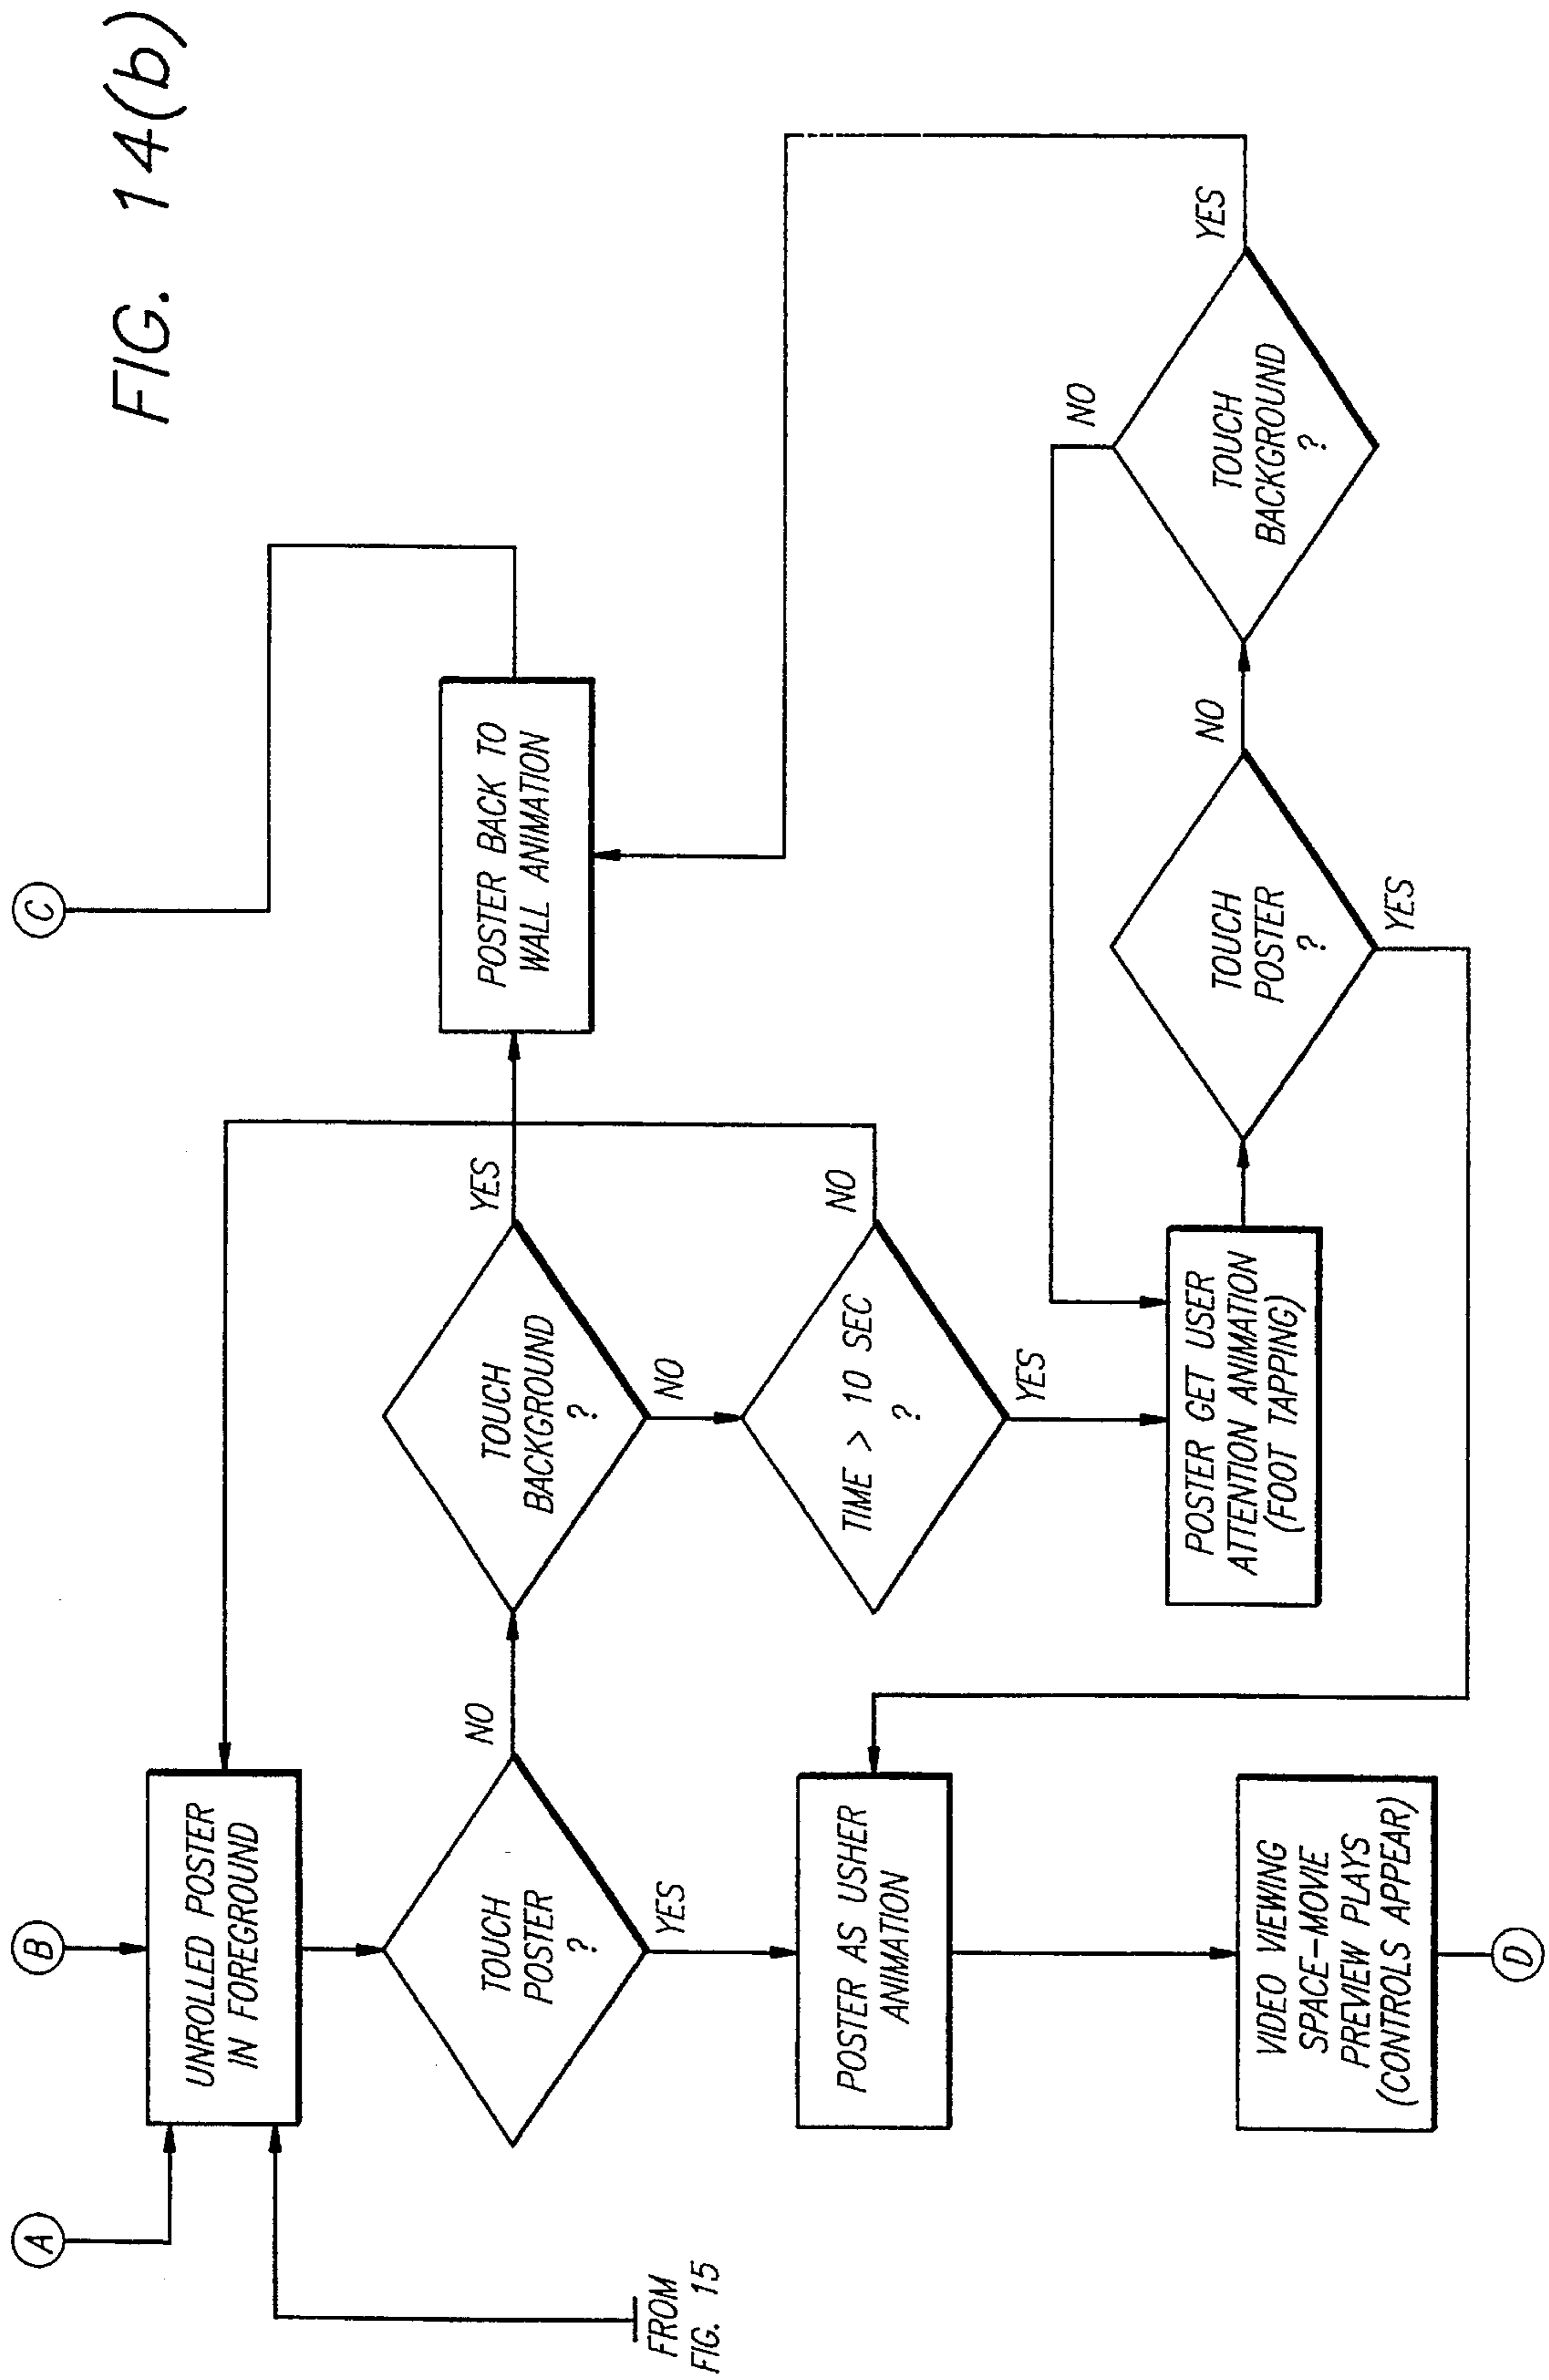 FIG. 14(b)
A
B
C
FROM
FIG. 15
UNROLLED POSTER
IN FOREGROUND
TOUCH
POSTER
?
NO
YES
TOUCH
BACKGROUND
?
YES
NO
POSTER BACK TO
WALL ANIMATION
TIME > 10 SEC
?
NO
YES
POSTER AS USHER
ANIMATION
POSTER GET USER
ATTENTION ANIMATION
(FOOT TAPPING)
TOUCH
POSTER
?
NO
YES
TOUCH
BACKGROUND
?
NO
YES
VIDEO VIEWING
SPACE-MOVIE
PREVIEW PLAYS
(CONTROLS APPEAR)
D